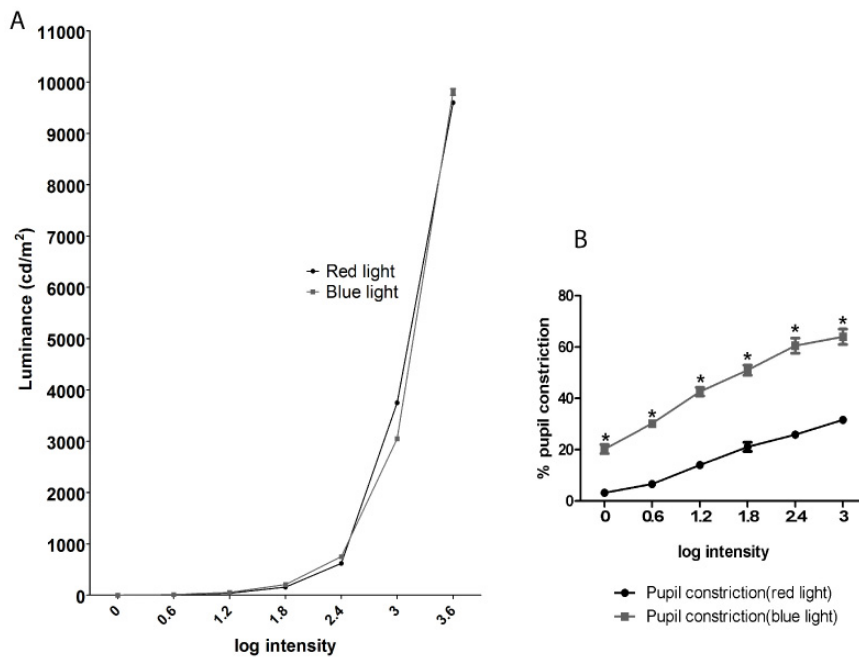 A
11000
10000
9000
8000
7000
6000
5000
4000
3000
2000
1000
0
Luminance (cd/m²)
Red light
Blue light
0 0.6 1.2 1.8 2.4 3 3.6
log intensity
B
80
60
40
20
0
% pupil constriction
* * * * * *
0 0.6 1.2 1.8 2.4 3
log intensity
Pupil constriction(red light)
Pupil constriction(blue light)